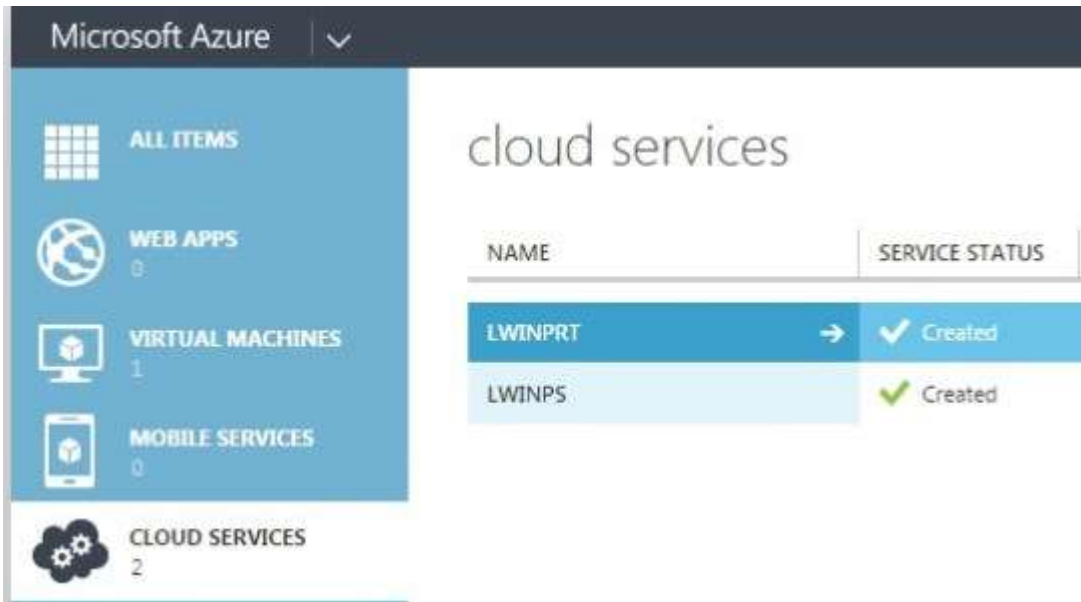 Microsoft Azure
ALL ITEMS
WEB APPS
0
VIRTUAL MACHINES
1
MOBILE SERVICES
0
CLOUD SERVICES
2
cloud services
NAME SERVICE STATUS
LWINPRT Created
LWINPS Created